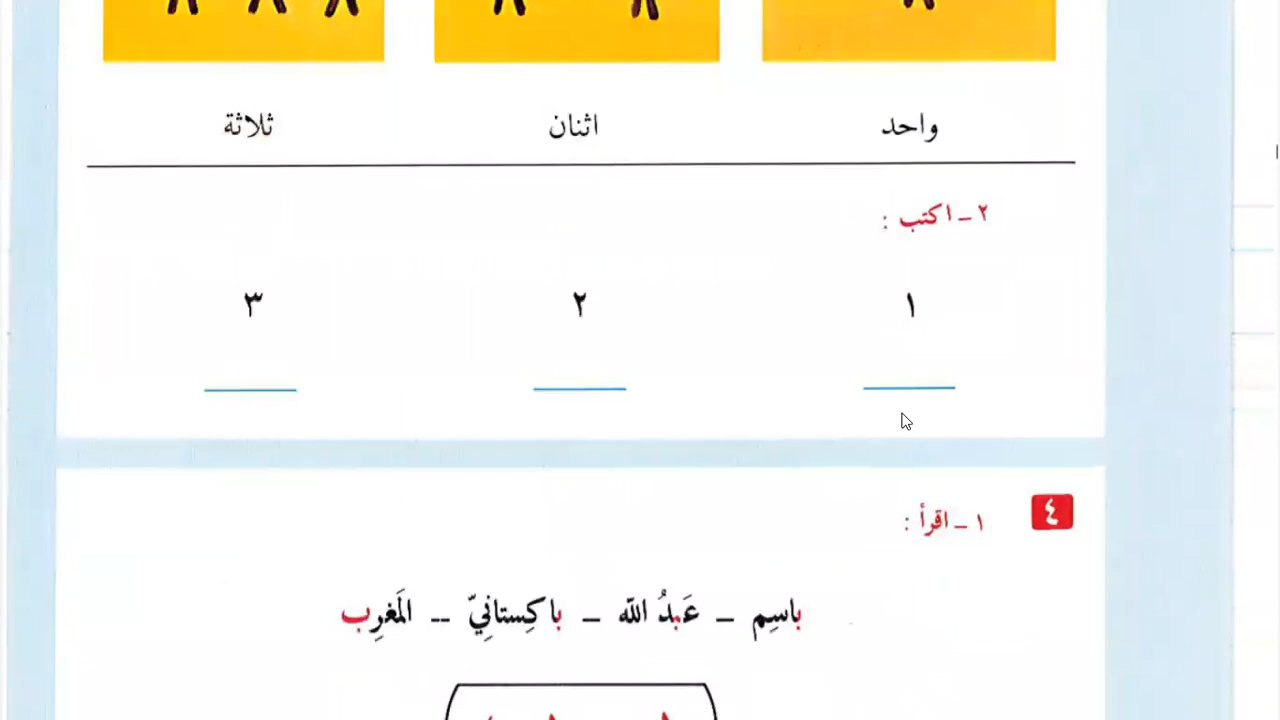 واحد اثنان ثلاثة
٢ ـ اكتب :
١ ٢ ٣
٤
١ ـ اقرأ :
باسِم ـ عَبدُ الله ـ باكِستانِيّ ـ المَغرِب